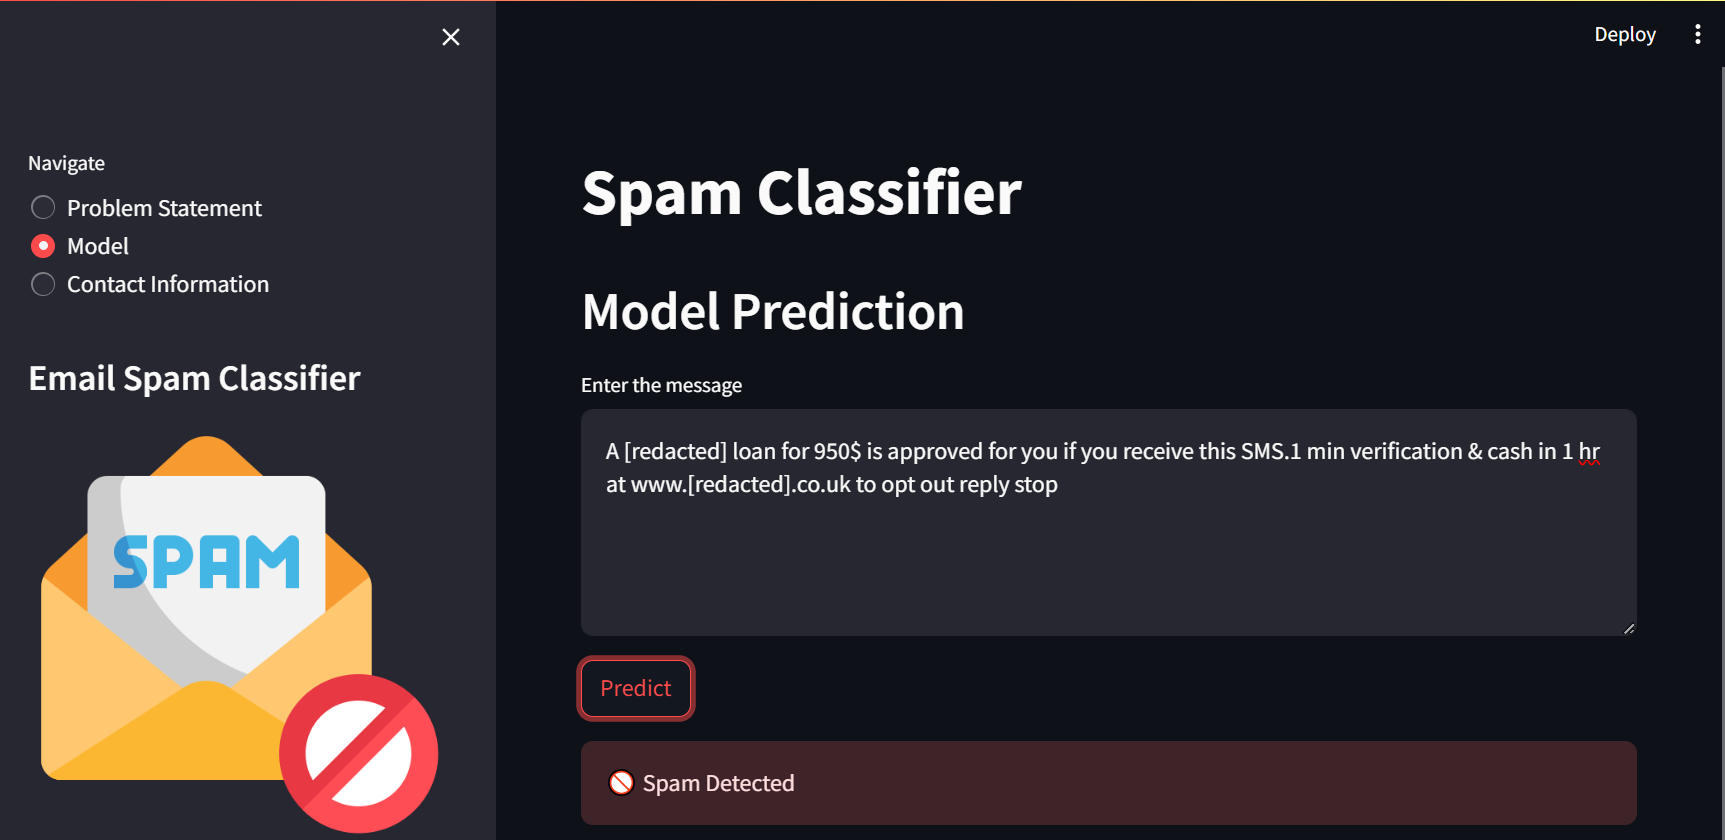 Deploy
Navigate
Problem Statement
Model
Contact Information
Email Spam Classifier
SPAM
Spam Classifier
Model Prediction
Enter the message
A [redacted] loan for 950$ is approved for you if you receive this SMS.1 min verification & cash in 1 hr
at www.[redacted].co.uk to opt out reply stop
Predict
Spam Detected